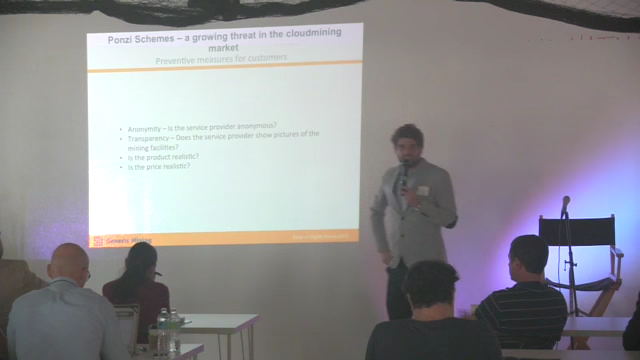 Ponzi Schemes – a growing threat in the cloudmining
market
Preventive measures for customers
• Anonymity – Is the service provider anonymous?
• Transparency – Does the service provider show pictures of the
mining facilities?
• Is the product realistic?
• Is the price realistic?
Genesis Mining